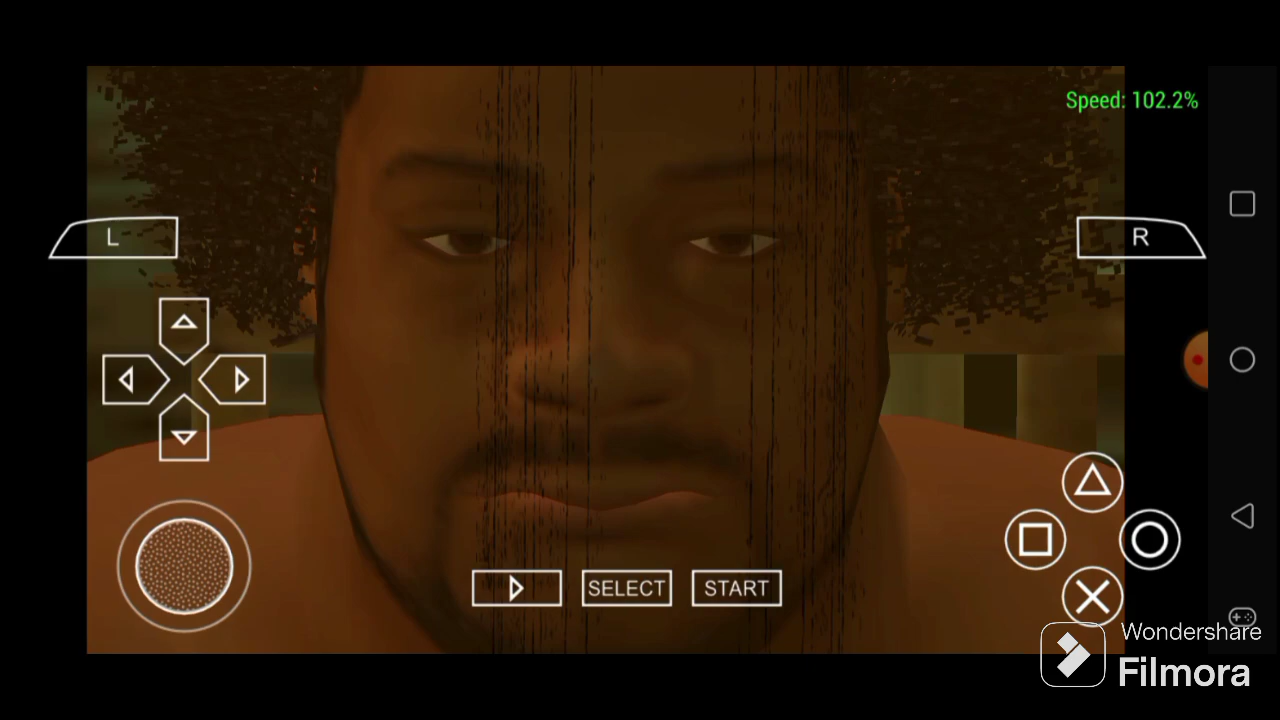 Speed: 102.2%
L
R
SELECT
START
Wondershare
Filmora